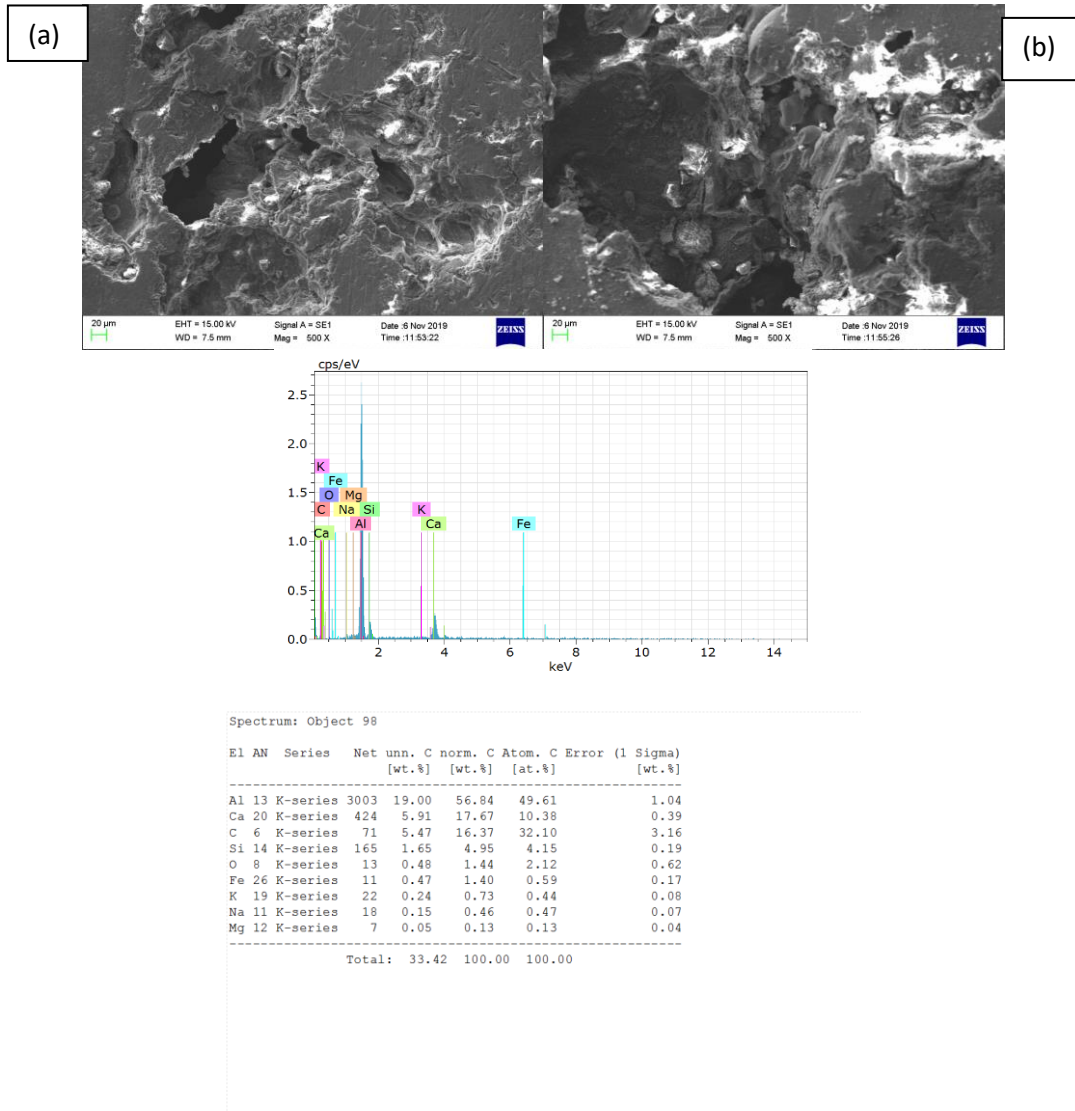 (a)
(b)
20 µm
EHT = 15.00 kV
Signal A = SE1
Date :6 Nov 2019
WD = 7.5 mm
Mag = 500 X
Time :11:53:22
ZEISS
20 µm
EHT = 15.00 kV
Signal A = SE1
Date :6 Nov 2019
WD = 7.5 mm
Mag = 500 X
Time :11:55:26
ZEISS
cps/eV
2.5
2.0
K
Fe
1.5
O Mg
C Na Si K
Al Ca Fe
Ca
1.0
0.5
0.0
2 4 6 8 10 12 14
keV
Spectrum: Object 98
El AN Series Net unn. C norm. C Atom. C Error (1 Sigma)
[wt.%] [wt.%] [at.%] [wt.%]
Al 13 K-series 3003 19.00 56.84 49.61 1.04
Ca 20 K-series 424 5.91 17.67 10.38 0.39
C 6 K-series 71 5.47 16.37 32.10 3.16
Si 14 K-series 165 1.65 4.95 4.15 0.19
O 8 K-series 13 0.48 1.44 2.12 0.62
Fe 26 K-series 11 0.47 1.40 0.59 0.17
K 19 K-series 22 0.24 0.73 0.44 0.08
Na 11 K-series 18 0.15 0.46 0.47 0.07
Mg 12 K-series 7 0.05 0.13 0.13 0.04
Total: 33.42 100.00 100.00